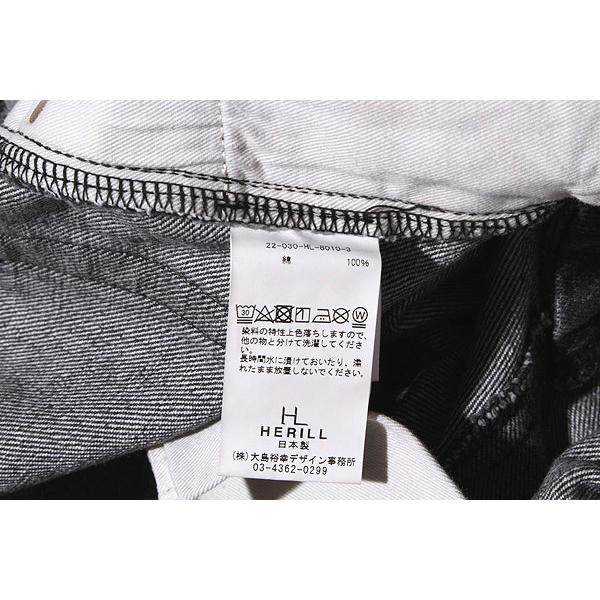 22-030-HL-8010-3
綿 100%
30 W
染料の特性上色落ちしますので、
他の物と分けて洗濯してください。
長時間水に漬けておいたり、濡
れたまま放置しないでください。
HL
HERILL
日本製
(株)大島裕幸デザイン事務所
03-4362-0299